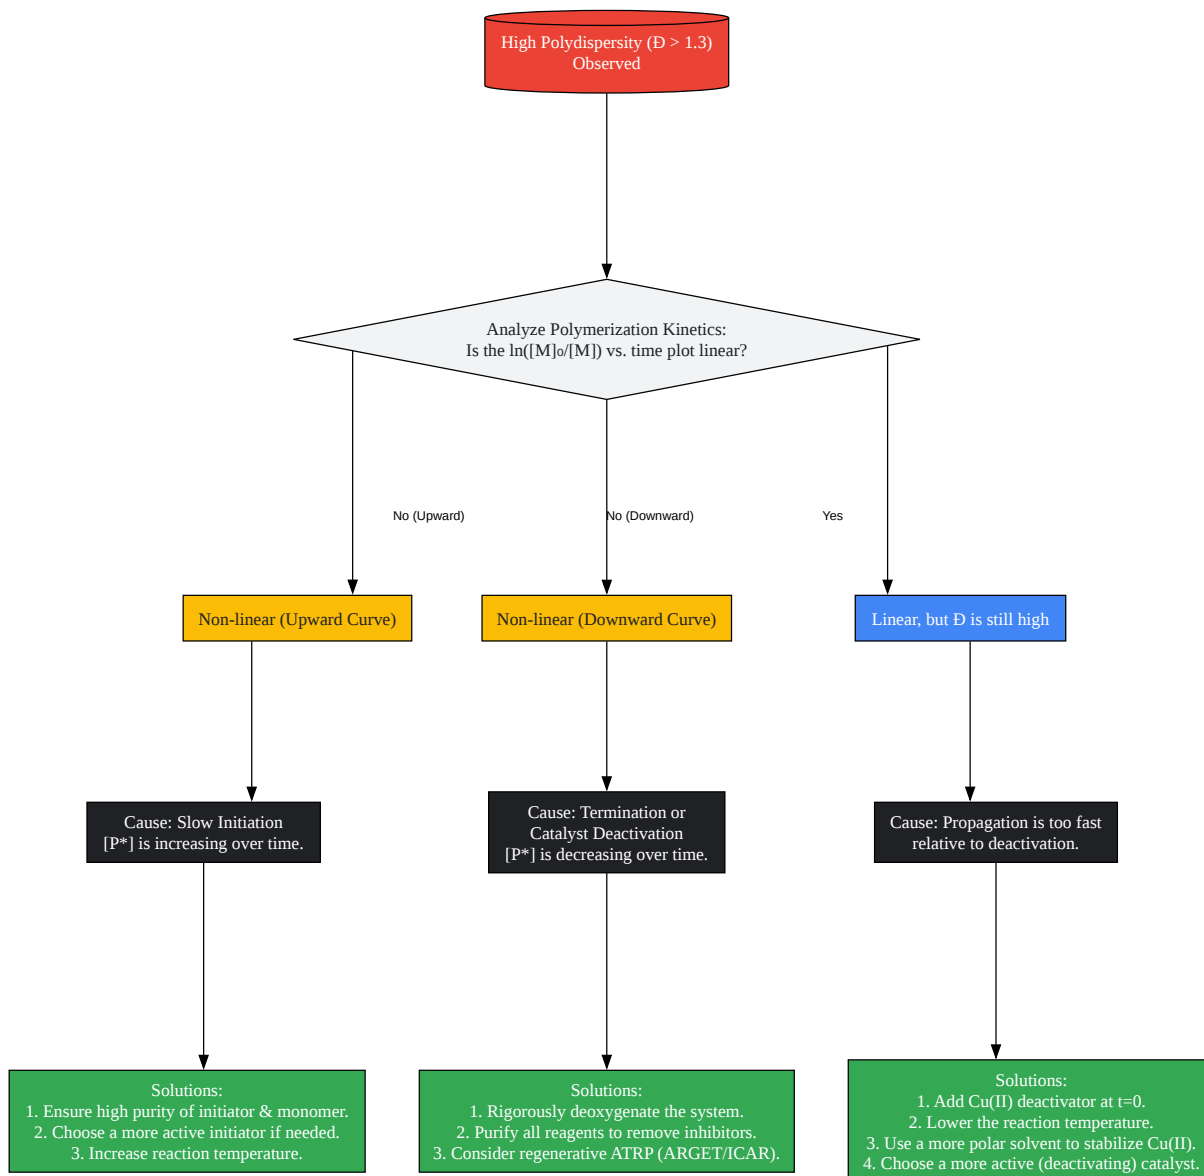 High Polydispersity (Đ > 1.3)
Observed
Analyze Polymerization Kinetics:
Is the ln([M]₀/[M]) vs. time plot linear?
No (Upward)
No (Downward)
Yes
Non-linear (Upward Curve)
Non-linear (Downward Curve)
Linear, but Đ is still high
Cause: Slow Initiation
[P*] is increasing over time.
Cause: Termination or
Catalyst Deactivation
[P*] is decreasing over time.
Cause: Propagation is too fast
relative to deactivation.
Solutions:
1. Ensure high purity of initiator & monomer.
2. Choose a more active initiator if needed.
3. Increase reaction temperature.
Solutions:
1. Rigorously deoxygenate the system.
2. Purify all reagents to remove inhibitors.
3. Consider regenerative ATRP (ARGET/ICAR).
Solutions:
1. Add Cu(II) deactivator at t=0.
2. Lower the reaction temperature.
3. Use a more polar solvent to stabilize Cu(II).
4. Choose a more active (deactivating) catalyst.